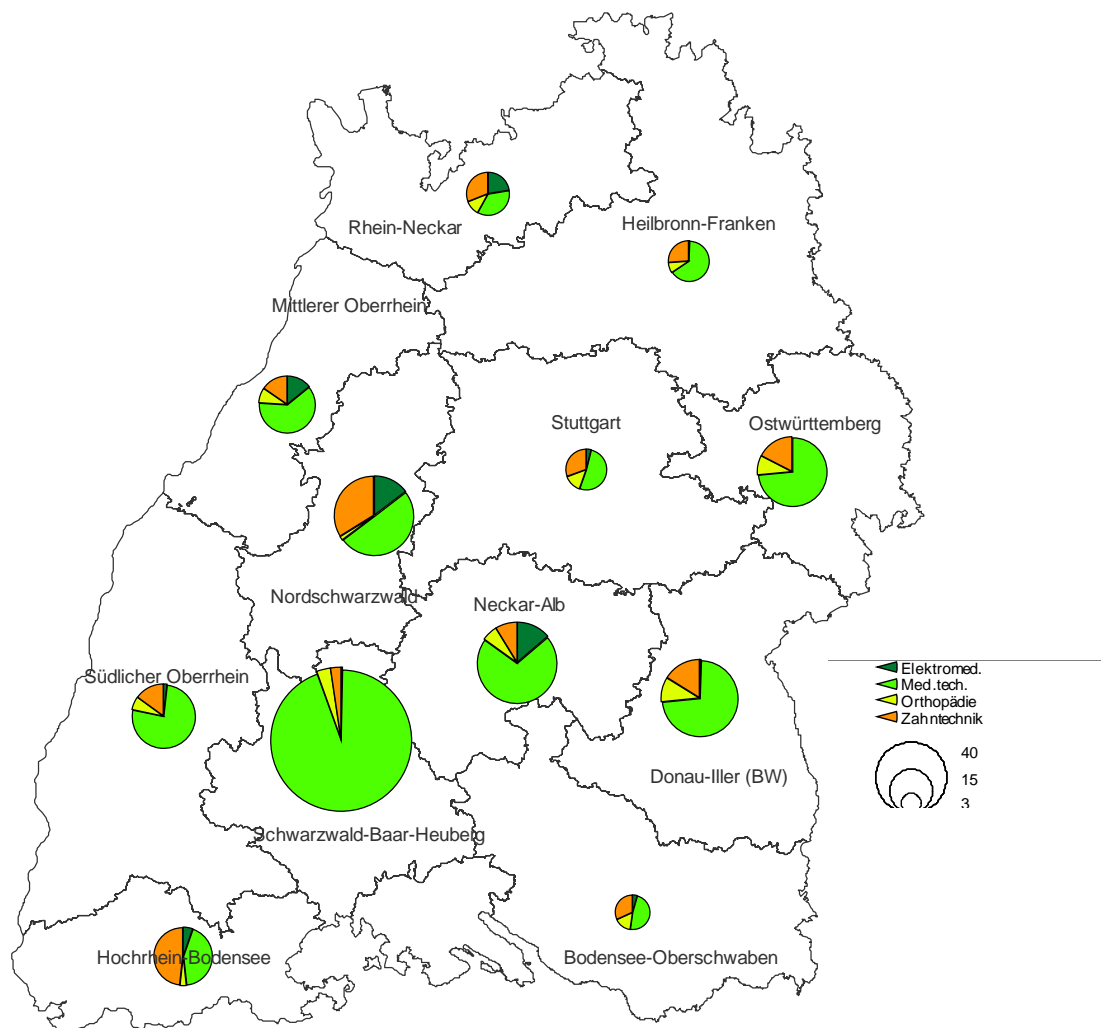 Rhein-Neckar
Heilbronn-Franken
Mittlerer Oberrhein
Stuttgart
Ostwürttemberg
Nordschwarzwald
Neckar-Alb
Südlicher Oberrhein
Elektromed.
Med.tech.
Orthopädie
Zahntechnik
40
15
3
Donau-Iller (BW)
Schwarzwald-Baar-Heuberg
Hochrhein-Bodensee
Bodensee-Oberschwaben